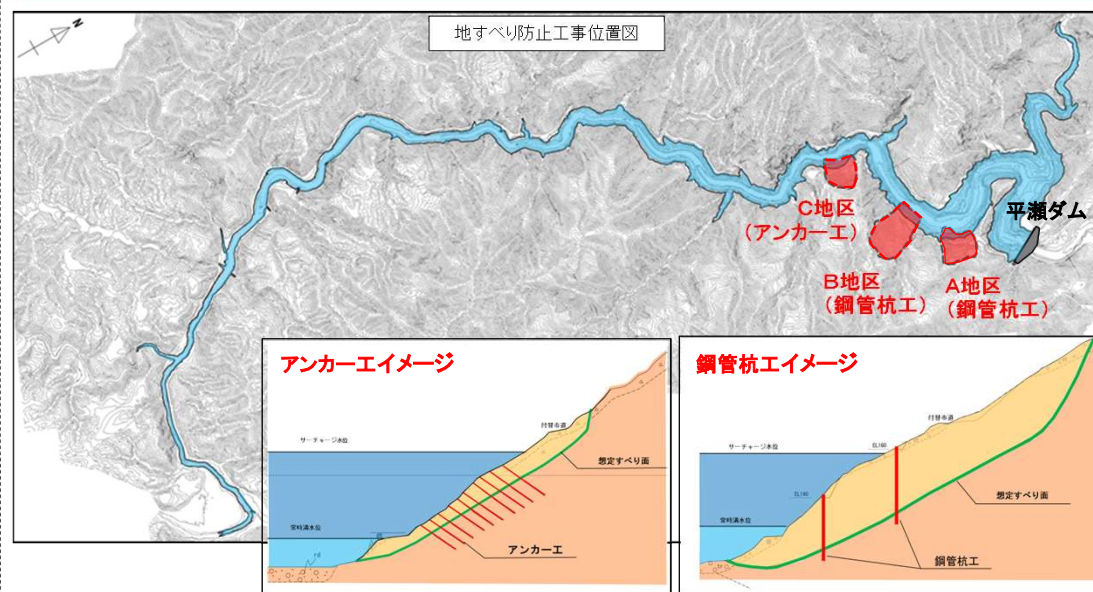 地すべり防止工事位置図
N
平瀬ダム
C地区
(アンカー工)
B地区
(鋼管杭工)
A地区
(鋼管杭工)
アンカー工イメージ
付替市道
サーチャージ水位
想定すべり面
常時満水位
rd
アンカー工
鋼管杭工イメージ
付替市道
サーチャージ水位
想定すべり面
常時満水位
鋼管杭工